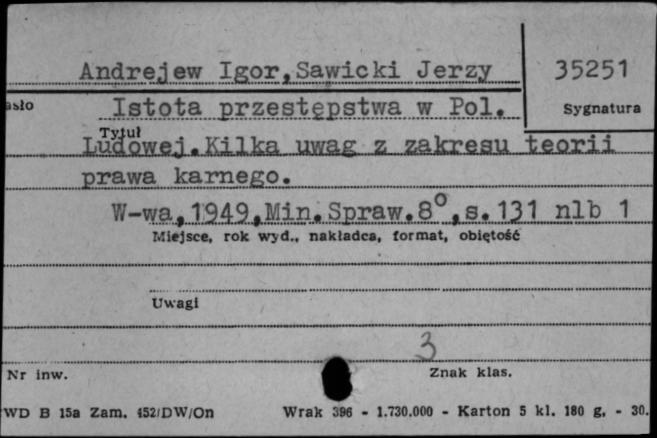 Andrejew Igor,Sawicki Jerzy 35251
asło Istota przestępstwa w Pol. Sygnatura
Tytuł
Ludowej.Kilka uwag z zakresu teorii
prawa karnego.
W-wa,1949,Min.Spraw.8°,s.131 nlb 1
Miejsce, rok wyd., nakładca, format, objętość
Uwagi
3
Nr inw. Znak klas.
WD B 15a Zam. 452/DW/On Wrak 396 - 1.730.000 - Karton 5 kl. 180 g. - 30.